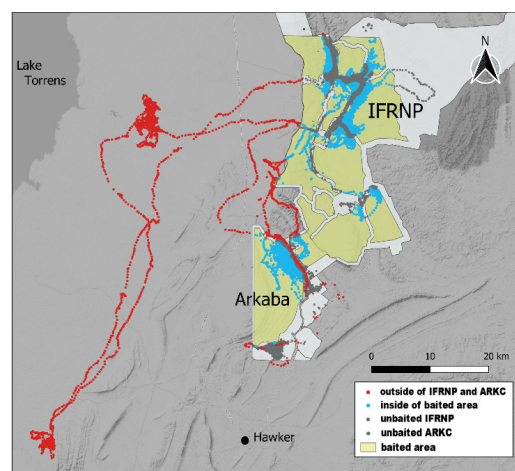 Lake
Torrens
N
IFRNP
Arkaba
0 10 20 km
Hawker
outside of IFRNP and ARKC
inside of baited area
unbaited IFRNP
unbaited ARKC
baited area